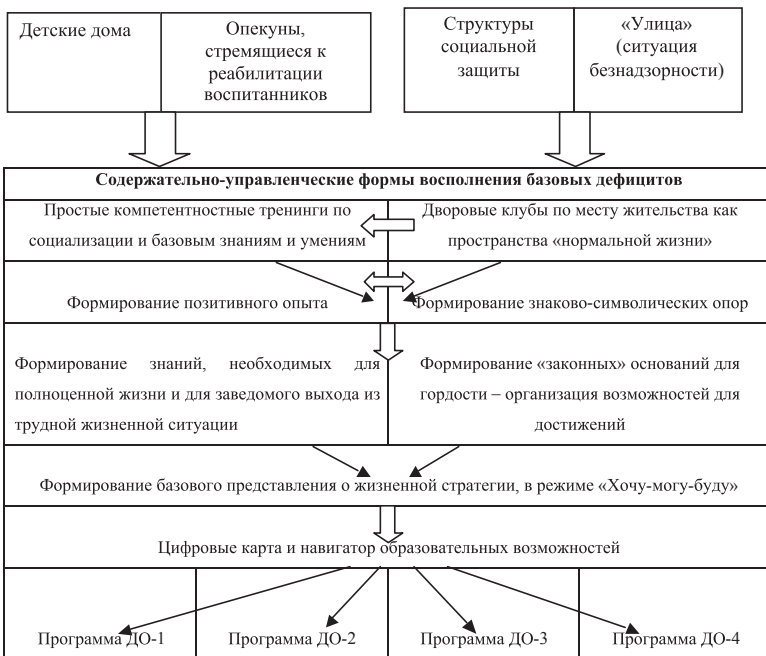 Детские дома
Опекуны,
стремящиеся к
реабилитации
воспитанников
Структуры
социальной
защиты
«Улица»
(ситуация
безнадзорности)
Содержательно-управленческие формы восполнения базовых дефицитов
Простые компетентностные тренинги по
социализации и базовым знаниям и умениям
Дворовые клубы по месту жительства как
пространства «нормальной жизни»
Формирование позитивного опыта
Формирование знаково-символических опор
Формирование знаний, необходимых для
полноценной жизни и для заведомого выхода из
трудной жизненной ситуации
Формирование «законных» оснований для
гордости – организация возможностей для
достижений
Формирование базового представления о жизненной стратегии, в режиме «Хочу-могу-буду»
Цифровые карта и навигатор образовательных возможностей
Программа ДО-1
Программа ДО-2
Программа ДО-3
Программа ДО-4